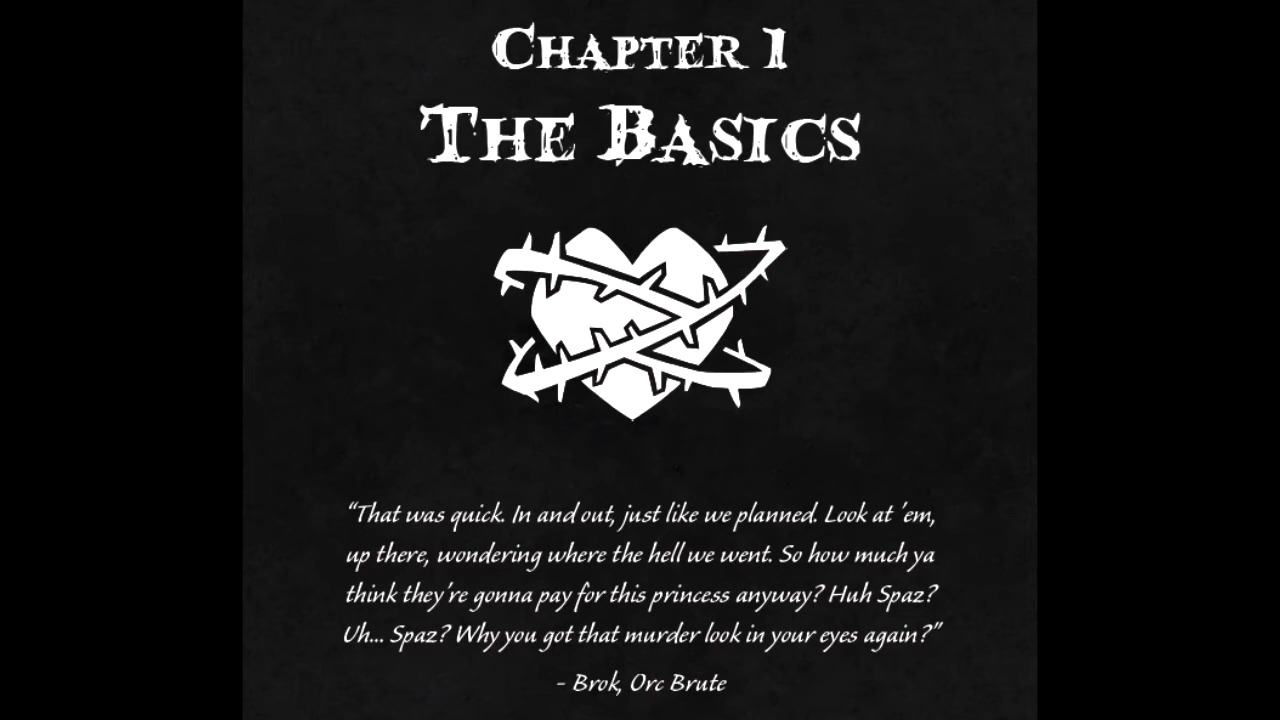 Chapter 1
The Basics
“That was quick. In and out, just like we planned. Look at ’em,
up there, wondering where the hell we went. So how much ya
think they’re gonna pay for this princess anyway? Huh Spaz?
Uh... Spaz? Why you got that murder look in your eyes again?”
- Brok, Orc Brute